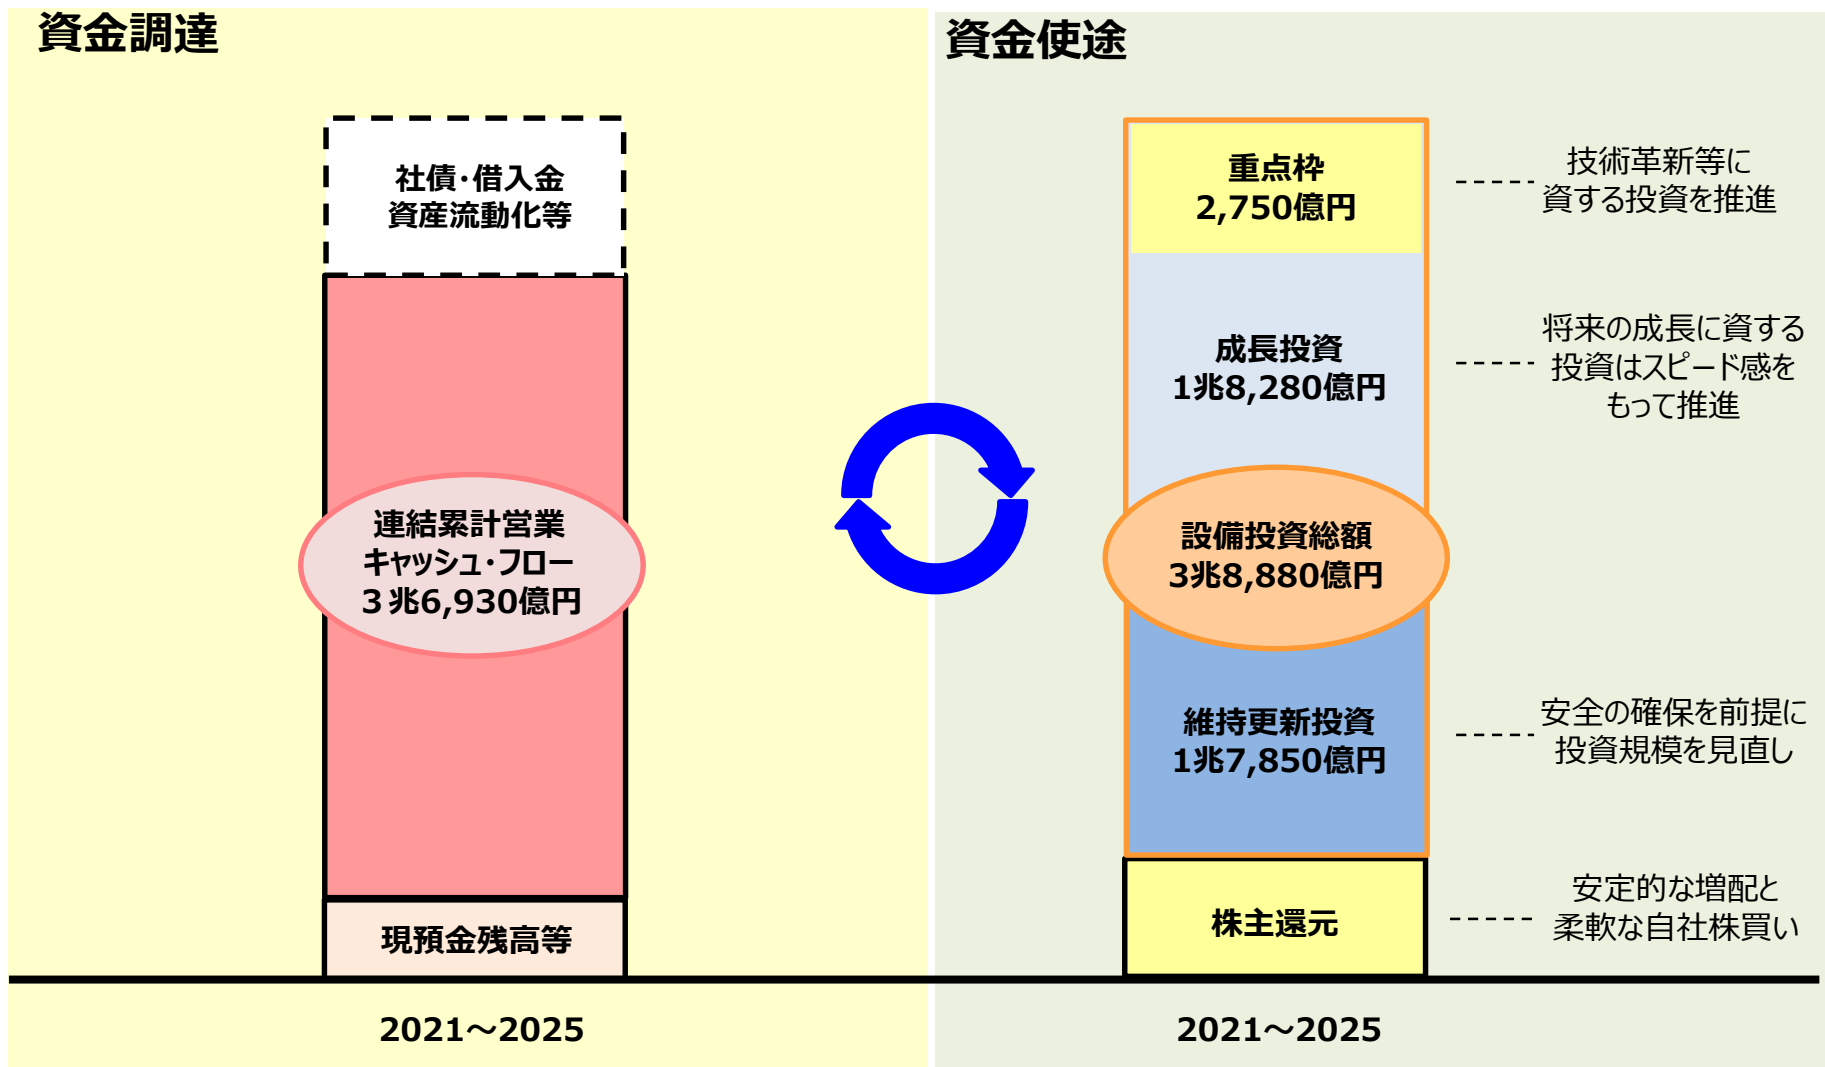 資金調達
社債・借入金
資産流動化等
連結累計営業
キャッシュ・フロー
３兆6,930億円
現預金残高等
2021～2025
資金使途
重点枠
2,750億円
技術革新等に
資する投資を推進
成長投資
1兆8,280億円
将来の成長に資する
投資はスピード感を
もって推進
設備投資総額
3兆8,880億円
維持更新投資
1兆7,850億円
安全の確保を前提に
投資規模を見直し
株主還元
安定的な増配と
柔軟な自社株買い
2021～2025